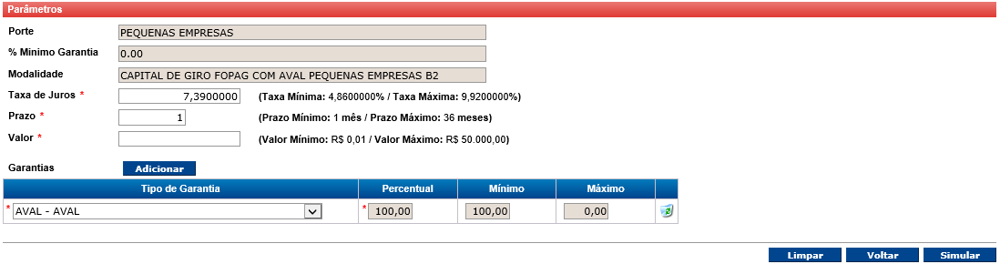 Parâmetros
Porte PEQUENAS EMPRESAS
% Minimo Garantia 0.00
Modalidade CAPITAL DE GIRO FOPAG COM AVAL PEQUENAS EMPRESAS B2
Taxa de Juros * 7,3900000 (Taxa Mínima: 4,8600000% / Taxa Máxima: 9,9200000%)
Prazo * 1 (Prazo Mínimo: 1 mês / Prazo Máximo: 36 meses)
Valor * (Valor Mínimo: R$ 0,01 / Valor Máximo: R$ 50.000,00)
Garantias Adicionar
Tipo de Garantia Percentual Mínimo Máximo
* AVAL - AVAL * 100,00 100,00 0,00
Limpar Voltar Simular